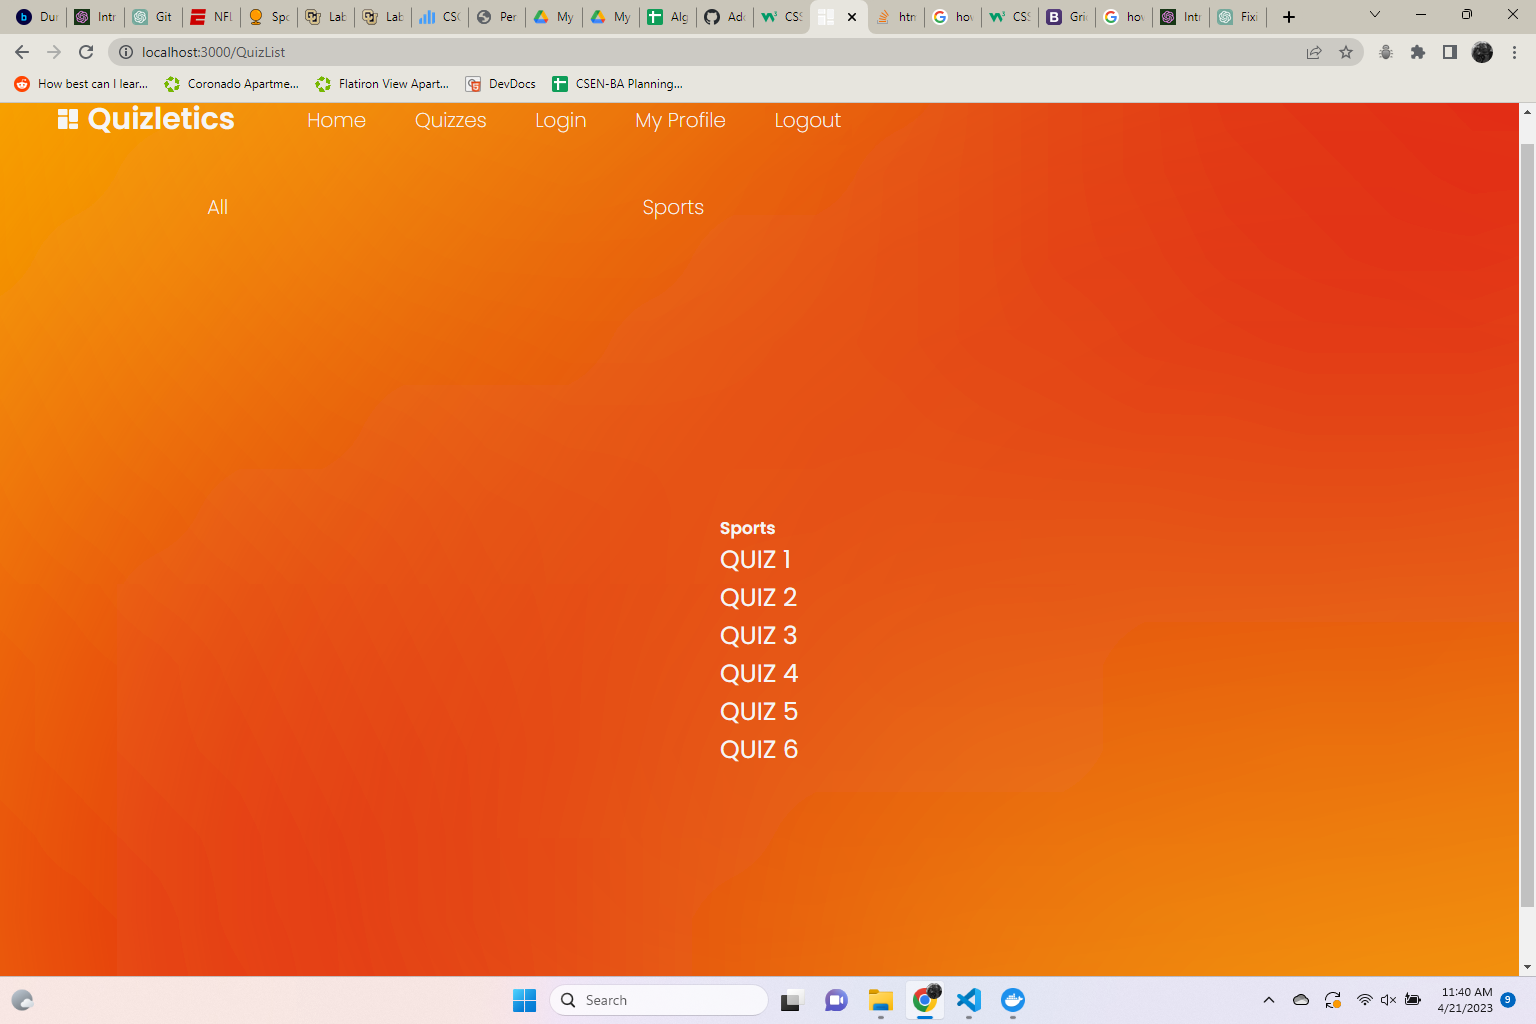 Dur Intr Git NFL Spo Lab Lab CSC Per My My Alg Ado CSS htm how CSS Gri how Intr Fixi
localhost:3000/QuizList
How best can I lear... Coronado Apartme... Flatiron View Apart... DevDocs CSEN-BA Planning...
Quizletics Home Quizzes Login My Profile Logout
All Sports
Sports
QUIZ 1
QUIZ 2
QUIZ 3
QUIZ 4
QUIZ 5
QUIZ 6
Search
11:40 AM
4/21/2023 9